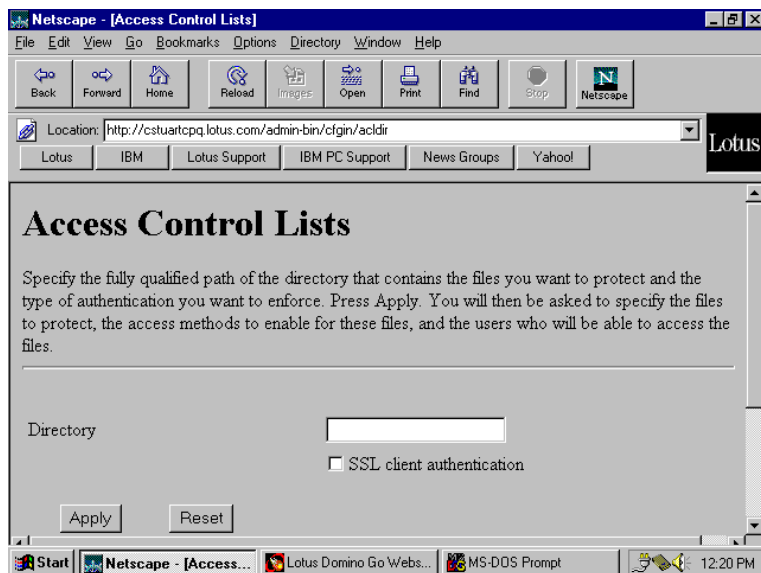 Netscape - [Access Control Lists]
File Edit View Go Bookmarks Options Directory Window Help
Back Forward Home Reload Images Open Print Find Stop Netscape
N
Location: http://cstuartcpq.lotus.com/admin-bin/cfgin/acldir
Lotus
Lotus IBM Lotus Support IBM PC Support News Groups Yahoo!
Access Control Lists
Specify the fully qualified path of the directory that contains the files you want to protect and the
type of authentication you want to enforce. Press Apply. You will then be asked to specify the files
to protect, the access methods to enable for these files, and the users who will be able to access the
files.
Directory
SSL client authentication
Apply Reset
Start Netscape - [Access... Lotus Domino Go Webs... MS-DOS Prompt 12:20 PM